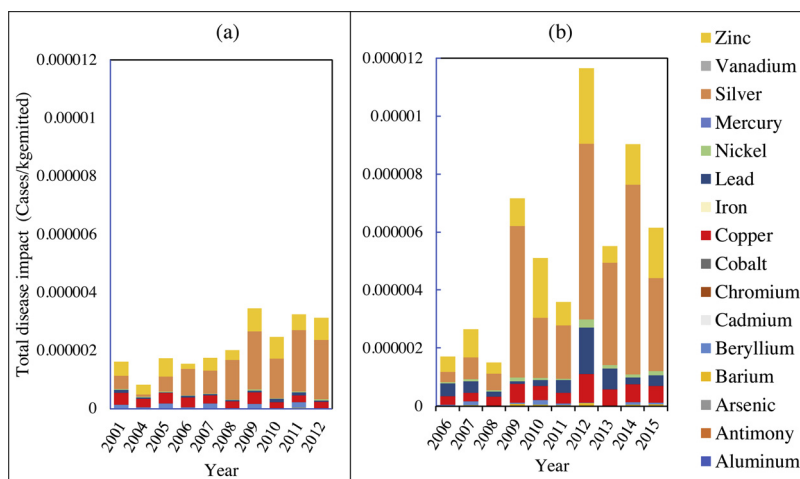 (a)
(b)
Total disease impact (Cases/kgemitted)
0.000012
0.00001
0.000008
0.000006
0.000004
0.000002
0
2001
2004
2005
2006
2007
2008
2009
2010
2011
2012
Year
0.000012
0.00001
0.000008
0.000006
0.000004
0.000002
0
2006
2007
2008
2009
2010
2011
2012
2013
2014
2015
Year
Zinc
Vanadium
Silver
Mercury
Nickel
Lead
Iron
Copper
Cobalt
Chromium
Cadmium
Beryllium
Barium
Arsenic
Antimony
Aluminum